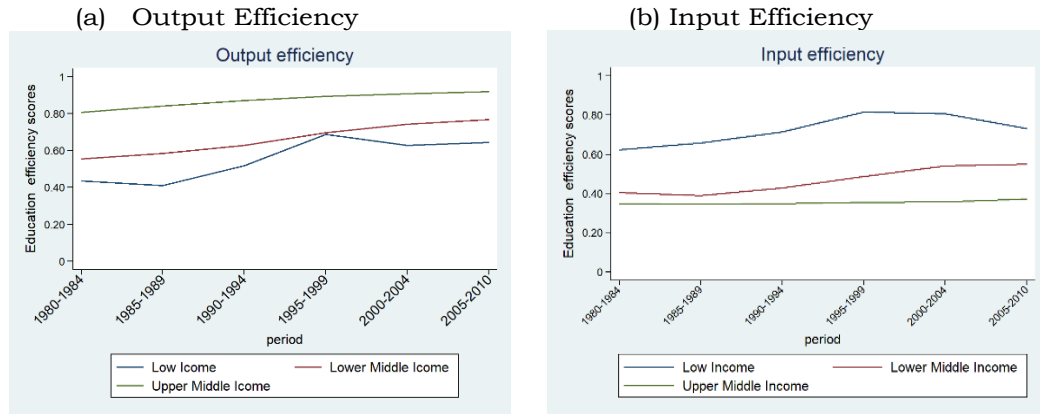 (a) Output Efficiency
Output efficiency
Education efficiency scores
1
0.80
0.60
0.40
0.20
0
1980-1984
1985-1989
1990-1994
1995-1999
2000-2004
2005-2010
period
Low Icome
Lower Middle Icome
Upper Middle Icome
(b) Input Efficiency
Input efficiency
Education efficiency scores
1
0.80
0.60
0.40
0.20
0
1980-1984
1985-1989
1990-1994
1995-1999
2000-2004
2005-2010
period
Low Income
Lower Middle Income
Upper Middle Income